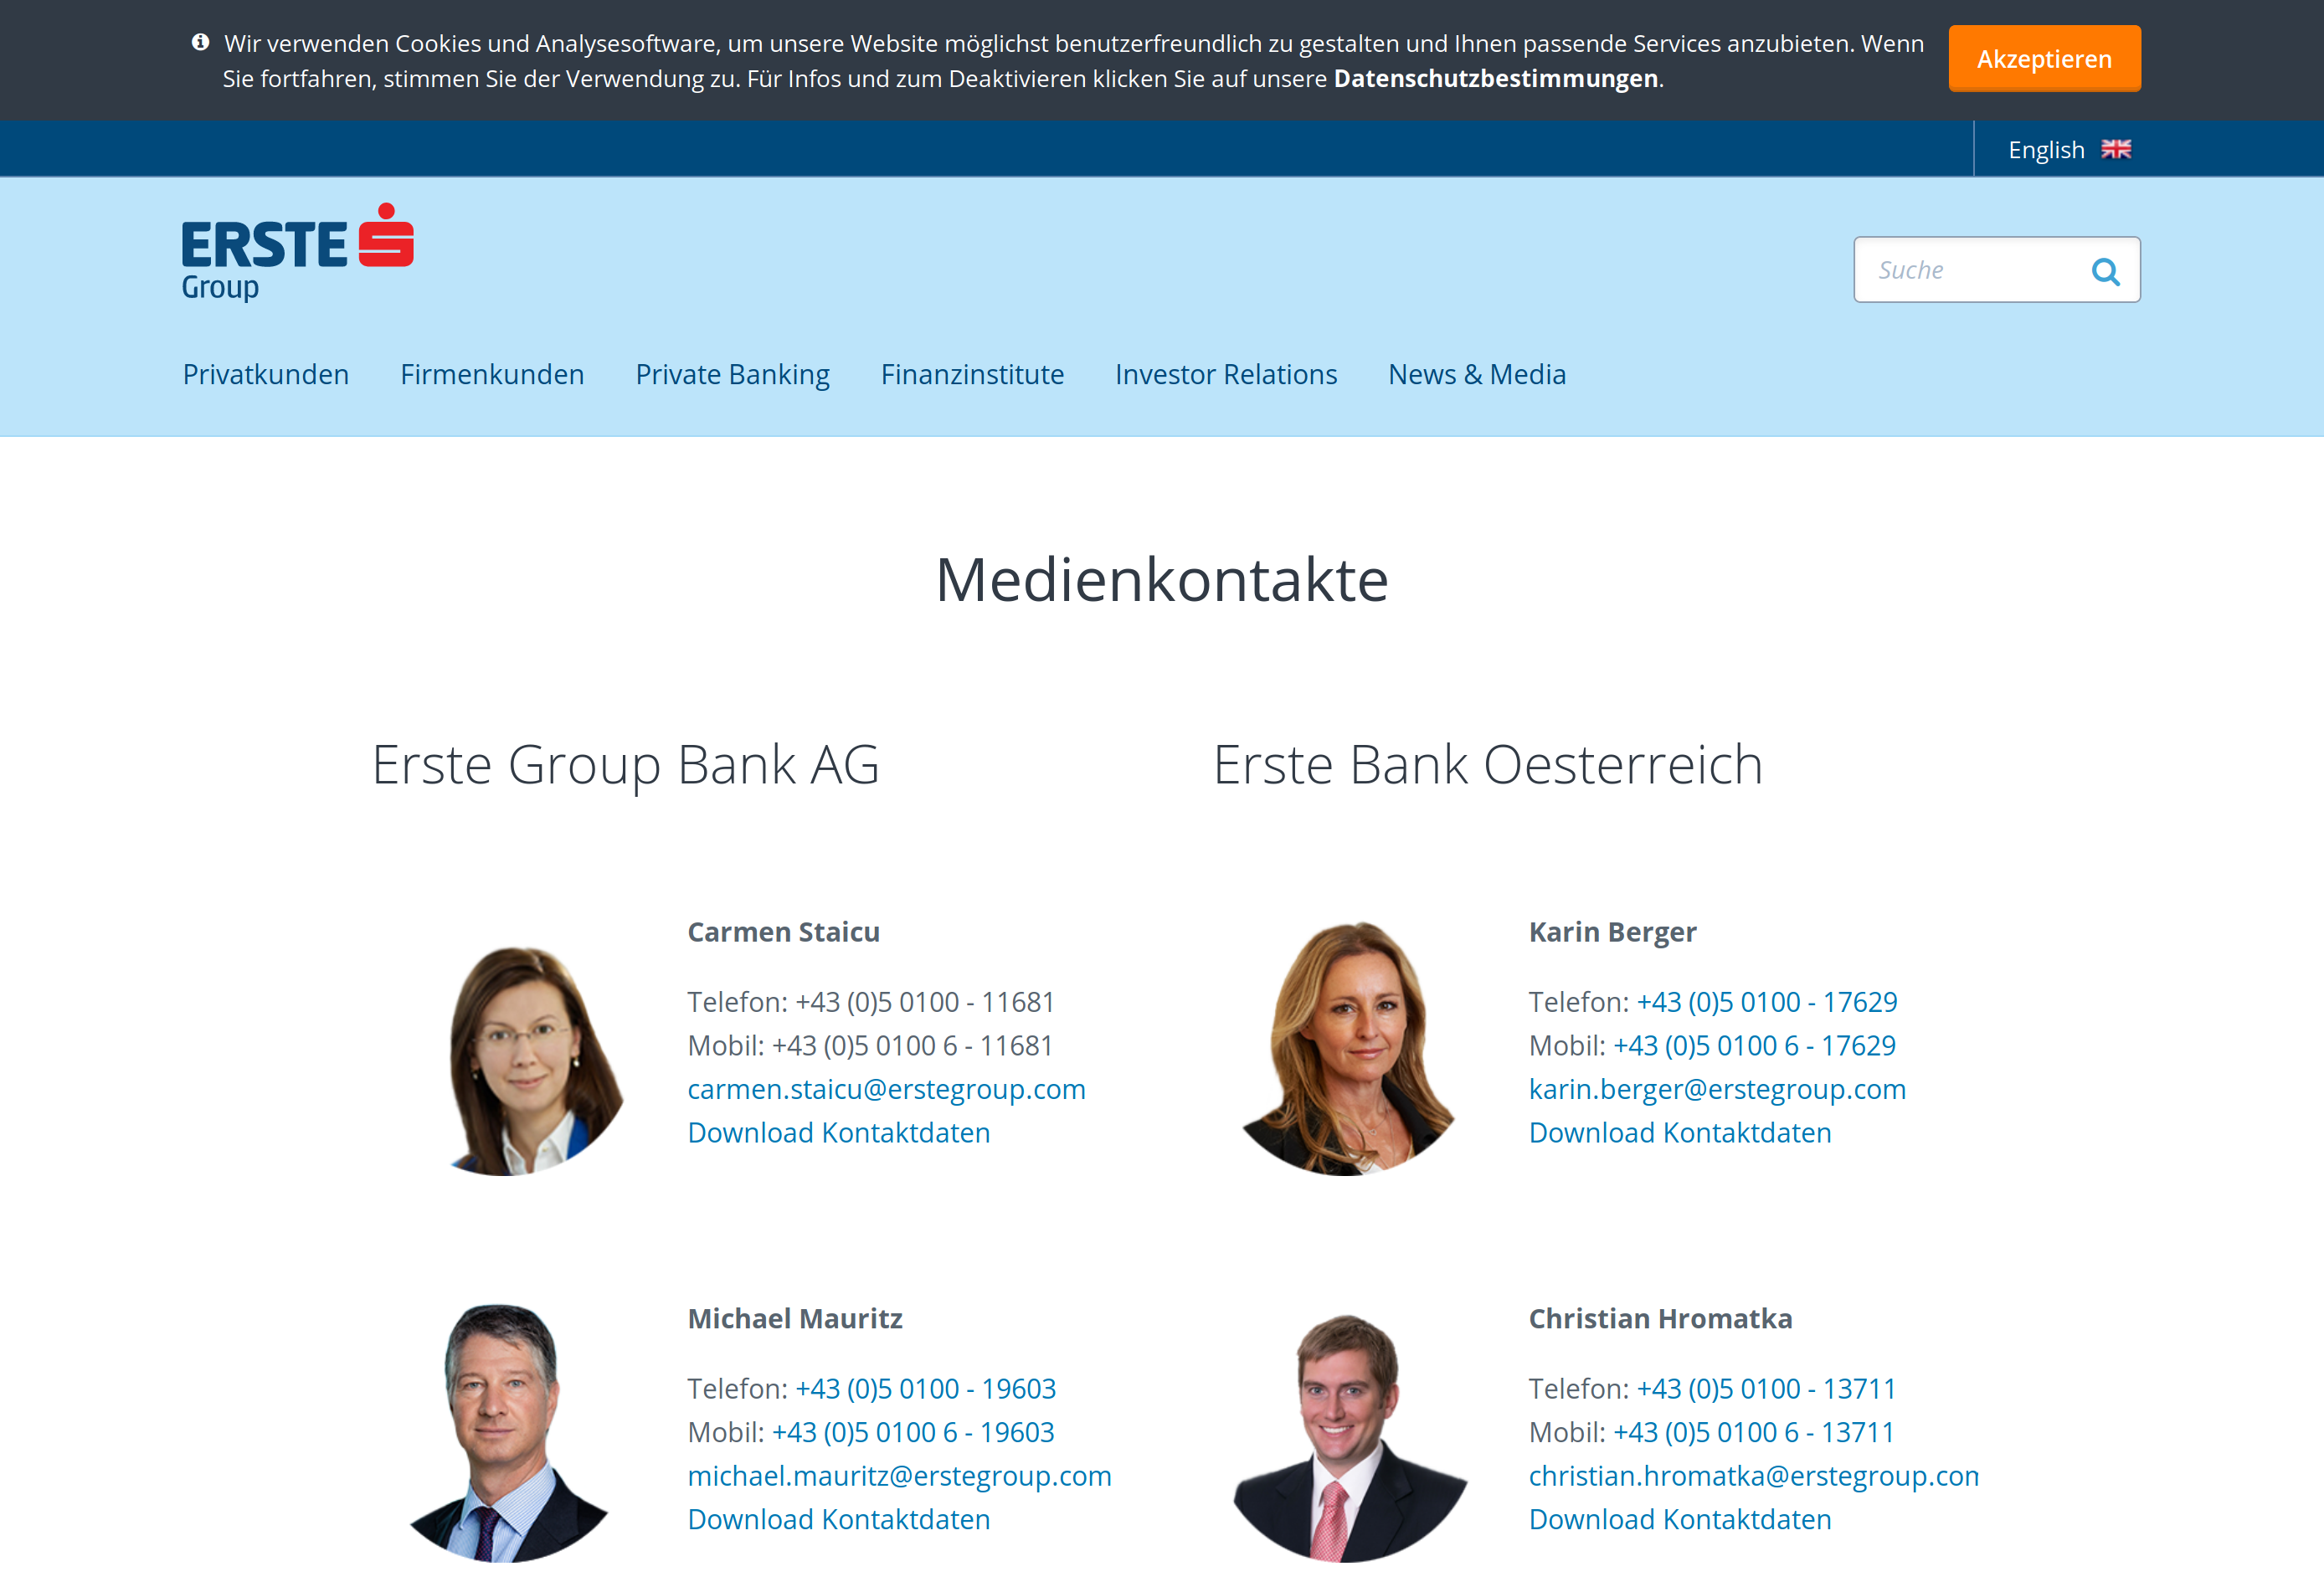 Wir verwenden Cookies und Analysesoftware, um unsere Website möglichst benutzerfreundlich zu gestalten und Ihnen passende Services anzubieten. Wenn
Sie fortfahren, stimmen Sie der Verwendung zu. Für Infos und zum Deaktivieren klicken Sie auf unsere Datenschutzbestimmungen.
Akzeptieren
English
ERSTE
Group
Suche
Privatkunden Firmenkunden Private Banking Finanzinstitute Investor Relations News & Media
Medienkontakte
Erste Group Bank AG
Carmen Staicu
Telefon: +43 (0)5 0100 - 11681
Mobil: +43 (0)5 0100 6 - 11681
carmen.staicu@erstegroup.com
Download Kontaktdaten
Michael Mauritz
Telefon: +43 (0)5 0100 - 19603
Mobil: +43 (0)5 0100 6 - 19603
michael.mauritz@erstegroup.com
Download Kontaktdaten
Erste Bank Oesterreich
Karin Berger
Telefon: +43 (0)5 0100 - 17629
Mobil: +43 (0)5 0100 6 - 17629
karin.berger@erstegroup.com
Download Kontaktdaten
Christian Hromatka
Telefon: +43 (0)5 0100 - 13711
Mobil: +43 (0)5 0100 6 - 13711
christian.hromatka@erstegroup.con
Download Kontaktdaten